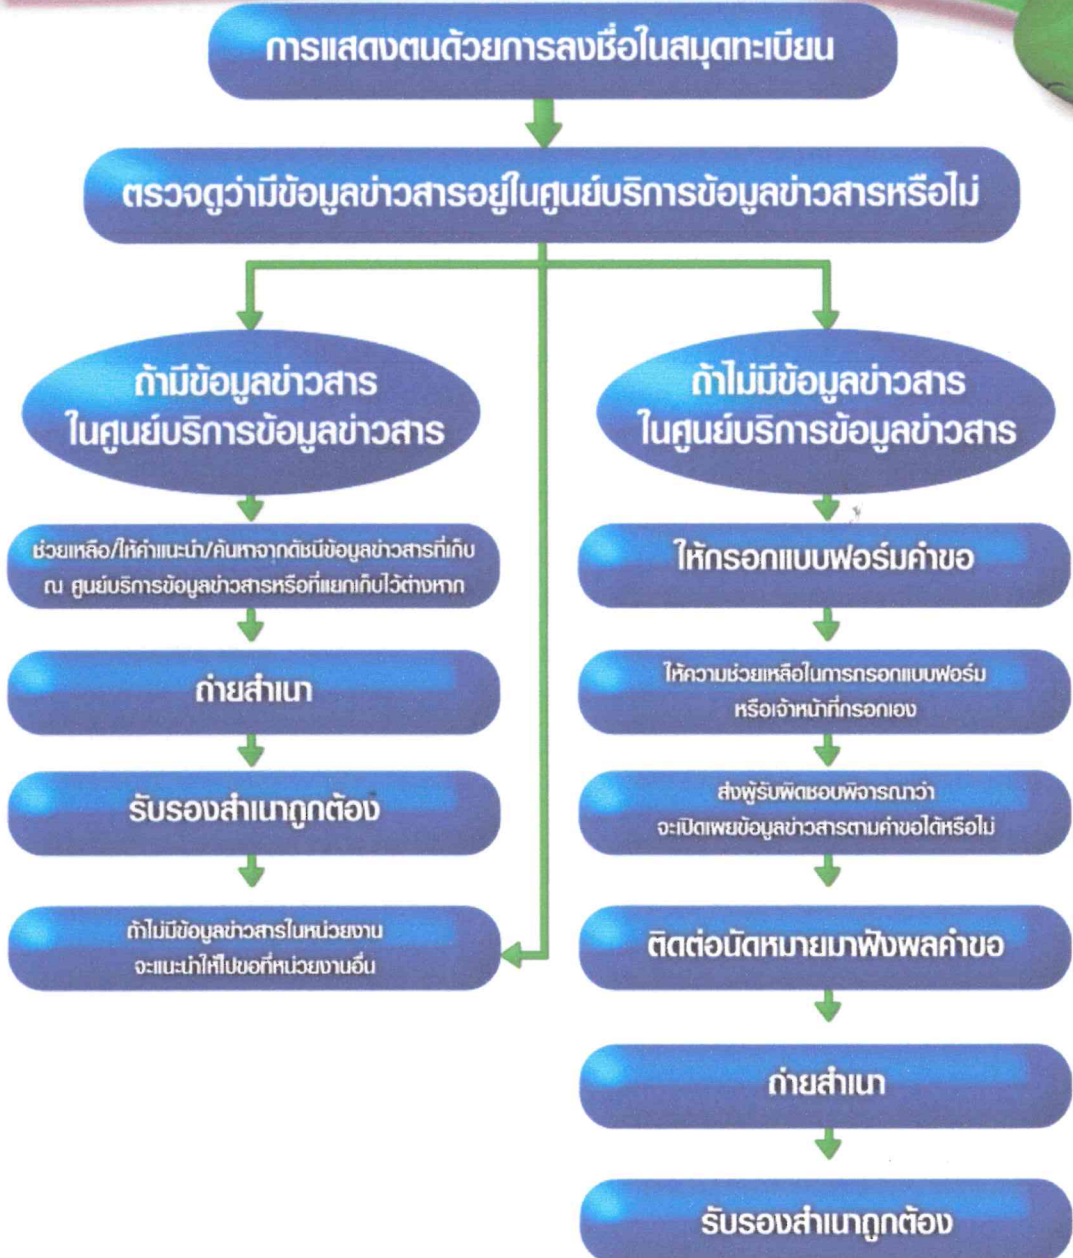 การแสดงตนด้วยการลงชื่อในสมุดทะเบียน
ตรวจดูว่ามีข้อมูลข่าวสารอยู่ในศูนย์บริการข้อมูลข่าวสารหรือไม่
ถ้ามีข้อมูลข่าวสาร
ในศูนย์บริการข้อมูลข่าวสาร
ช่วยเหลือ/ให้คำแนะนำ/ค้นหาจากดัชนีข้อมูลข่าวสารที่เก็บ
ณ ศูนย์บริการข้อมูลข่าวสารหรือที่แยกเก็บไว้ต่างหาก
ถ่ายสำเนา
รับรองสำเนาถูกต้อง
ถ้าไม่มีข้อมูลข่าวสารในหน่วยงาน
จะแนะนำให้ไปขอที่หน่วยงานอื่น
ถ้าไม่มีข้อมูลข่าวสาร
ในศูนย์บริการข้อมูลข่าวสาร
ให้กรอกแบบฟอร์มคำขอ
ให้ความช่วยเหลือในการกรอกแบบฟอร์ม
หรือเจ้าหน้าที่กรอกเอง
ส่งผู้รับผิดชอบพิจารณาว่า
จะเปิดเผยข้อมูลข่าวสารตามคำขอได้หรือไม่
ติดต่อนัดหมายมาฟังผลคำขอ
ถ่ายสำเนา
รับรองสำเนาถูกต้อง